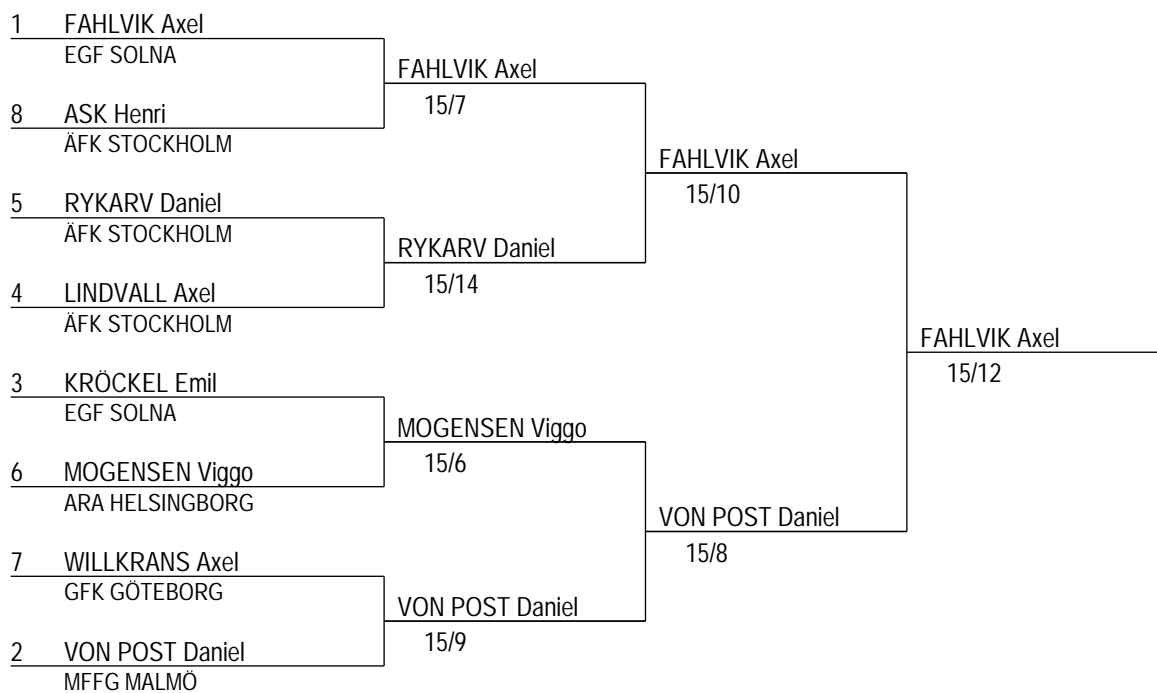 1 FAHLVIK Axel
EGF SOLNA
8 ASK Henri
ÄFK STOCKHOLM
5 RYKARV Daniel
ÄFK STOCKHOLM
4 LINDVALL Axel
ÄFK STOCKHOLM
3 KRÖCKEL Emil
EGF SOLNA
6 MOGENSEN Viggo
ARA HELSINGBORG
7 WILLKRANS Axel
GFK GÖTEBORG
2 VON POST Daniel
MFFG MALMÖ
FAHLVIK Axel
15/7
RYKARV Daniel
15/14
MOGENSEN Viggo
15/6
VON POST Daniel
15/9
FAHLVIK Axel
15/10
VON POST Daniel
15/8
FAHLVIK Axel
15/12